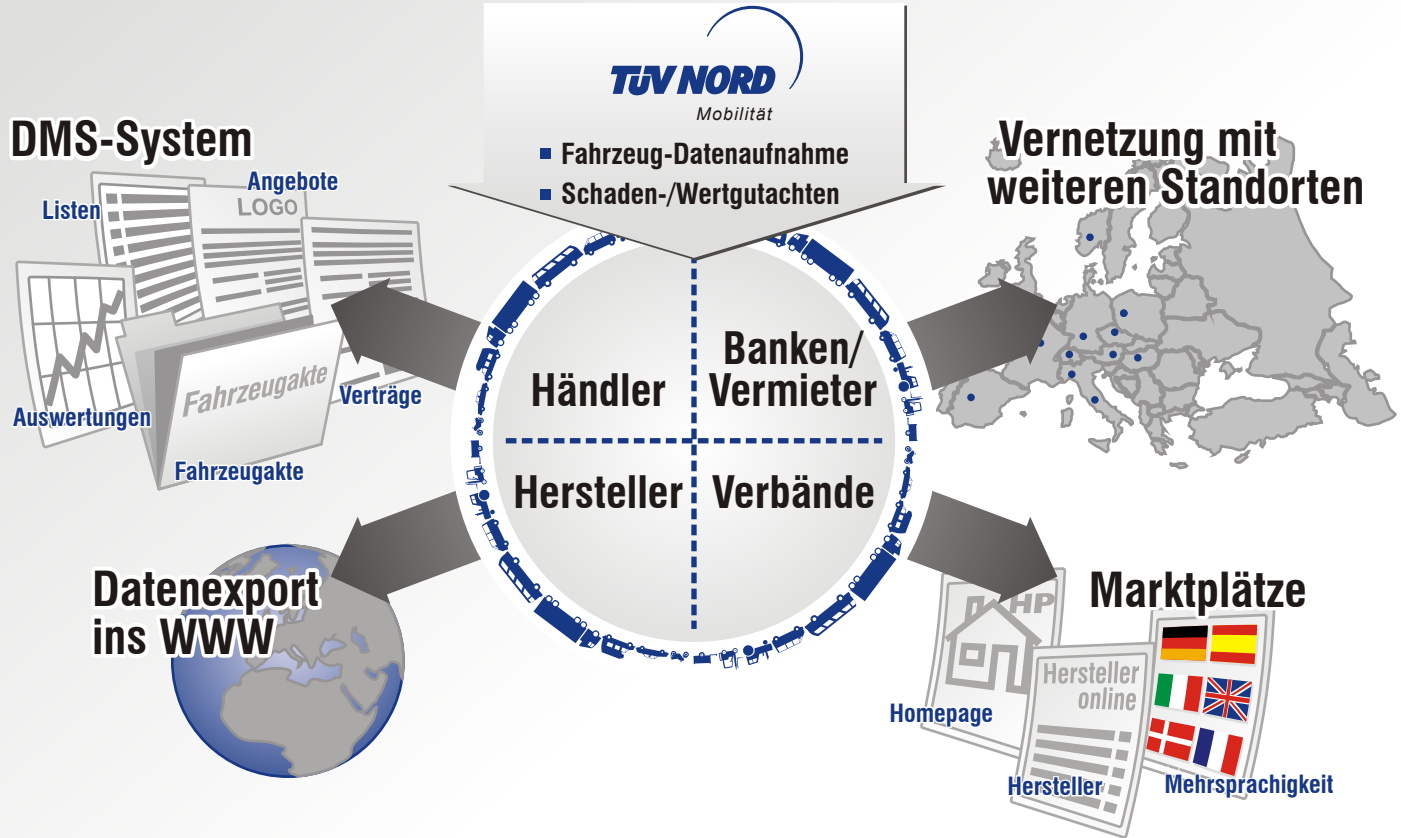 TÜV NORD
Mobilität
Fahrzeug-Datenaufnahme
Schaden-/Wertgutachten
DMS-System
Angebote
Listen
LOGO
Fahrzeugakte
Auswertungen
Verträge
Fahrzeugakte
Vernetzung mit
weiteren Standorten
Händler
Banken/
Vermieter
Hersteller
Verbände
Datenexport
ins WWW
Marktplätze
HP
Hersteller
online
Homepage
Hersteller
Mehrsprachigkeit